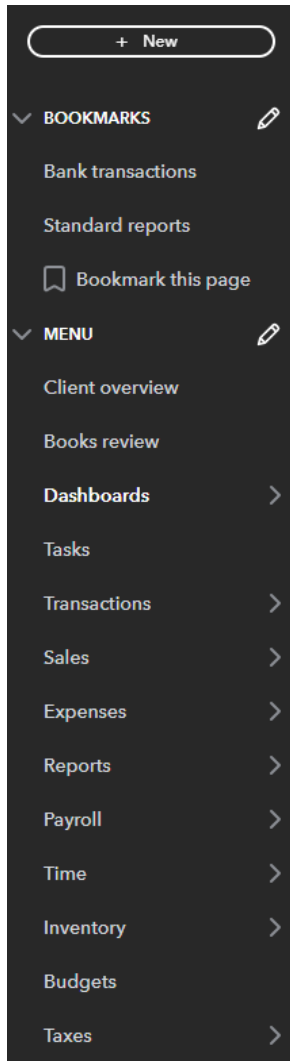 + New
BOOKMARKS
Bank transactions
Standard reports
Bookmark this page
MENU
Client overview
Books review
Dashboards
Tasks
Transactions
Sales
Expenses
Reports
Payroll
Time
Inventory
Budgets
Taxes